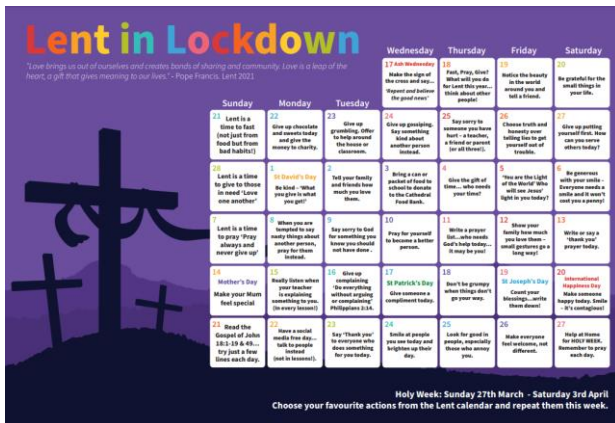 Lent in Lockdown
"Love brings us out of ourselves and creates bonds of sharing and community. Love is a leap of the
heart, a gift that gives meaning to our lives." - Pope Francis. Lent 2021
Wednesday Thursday Friday Saturday
17 Ash Wednesday
Make the sign
of the cross and say...
'Repent and believe
the good news'
18
Fast, Pray, Give?
What will you do
for Lent this year...
think about other
people!
19
Notice the beauty
in the world
around you and
tell a friend.
20
Be grateful for the
small things in
your life.
Sunday Monday Tuesday
21 Lent is a
time to fast
(not just from
food but from
bad habits!)
22
Give up chocolate
and sweets today
and give the
money to charity.
23
Give up
grumbling. Offer
to help around
the house or
classroom.
24
Give up gossiping.
Say something
kind about
another person
instead.
25
Say sorry to
someone you have
hurt - a teacher,
a friend or parent
(or all three!).
26
Choose truth and
honesty over
telling lies to get
yourself out of
trouble.
27
Give up putting
yourself first. How
can you serve
others today?
28
Lent is a time
to give to those
in need 'Love
one another'
1
St David's Day
Be kind - 'What
you give is what
you get!'
2
Tell your family
and friends how
much you love
them.
3
Bring a can or
packet of food to
school to donate
to the Cathedral
Food Bank.
4
Give the gift of
time... who needs
your time?
5
'You are the Light
of the World' Who
will see Jesus'
light in you today?
6
Be generous
with your smile -
Everyone needs a
smile and it won't
cost you a penny!
7
Lent is a time
to pray 'Pray
always and
never give up'
8
When you are
tempted to say
nasty things about
another person,
pray for them
instead.
9
Say sorry to God
for something you
know you should
not have done .
10
Pray for yourself
to become a better
person.
11
Write a prayer
list...who needs
God's help today...
it may be you!
12
Show your
family how much
you love them -
small gestures go a
long way!
13
Write or say a
'thank you'
prayer today.
14
Mother's Day
Make your Mum
feel special
15
Really listen when
your teacher
is explaining
something to you.
(in every lesson!)
16
Give up
complaining
'Do everything
without arguing
or complaining'
Philippians 2:14.
17
St Patrick's Day
Give someone a
compliment today.
18
Don't be grumpy
when things don't
go your way.
19
St Joseph's Day
Count your
blessings...write
them down!
20
International
Happiness Day
Make someone
happy today. Smile
- it's contagious!
21 Read the
Gospel of John
18:1-19 & 49...
try just a few
lines each day.
22
Have a social
media free day...
talk to people
instead
(not in lessons!).
23
Say 'Thank you'
to everyone who
does something
for you today.
24
Smile at people
you see today and
brighten up their
day.
25
Look for good in
people, especially
those who annoy
you.
26
Make everyone
feel welcome, not
different.
27
Help at Home
for HOLY WEEK.
Remember to pray
each day.
Holy Week: Sunday 27th March - Saturday 3rd April
Choose your favourite actions from the Lent calendar and repeat them this week.